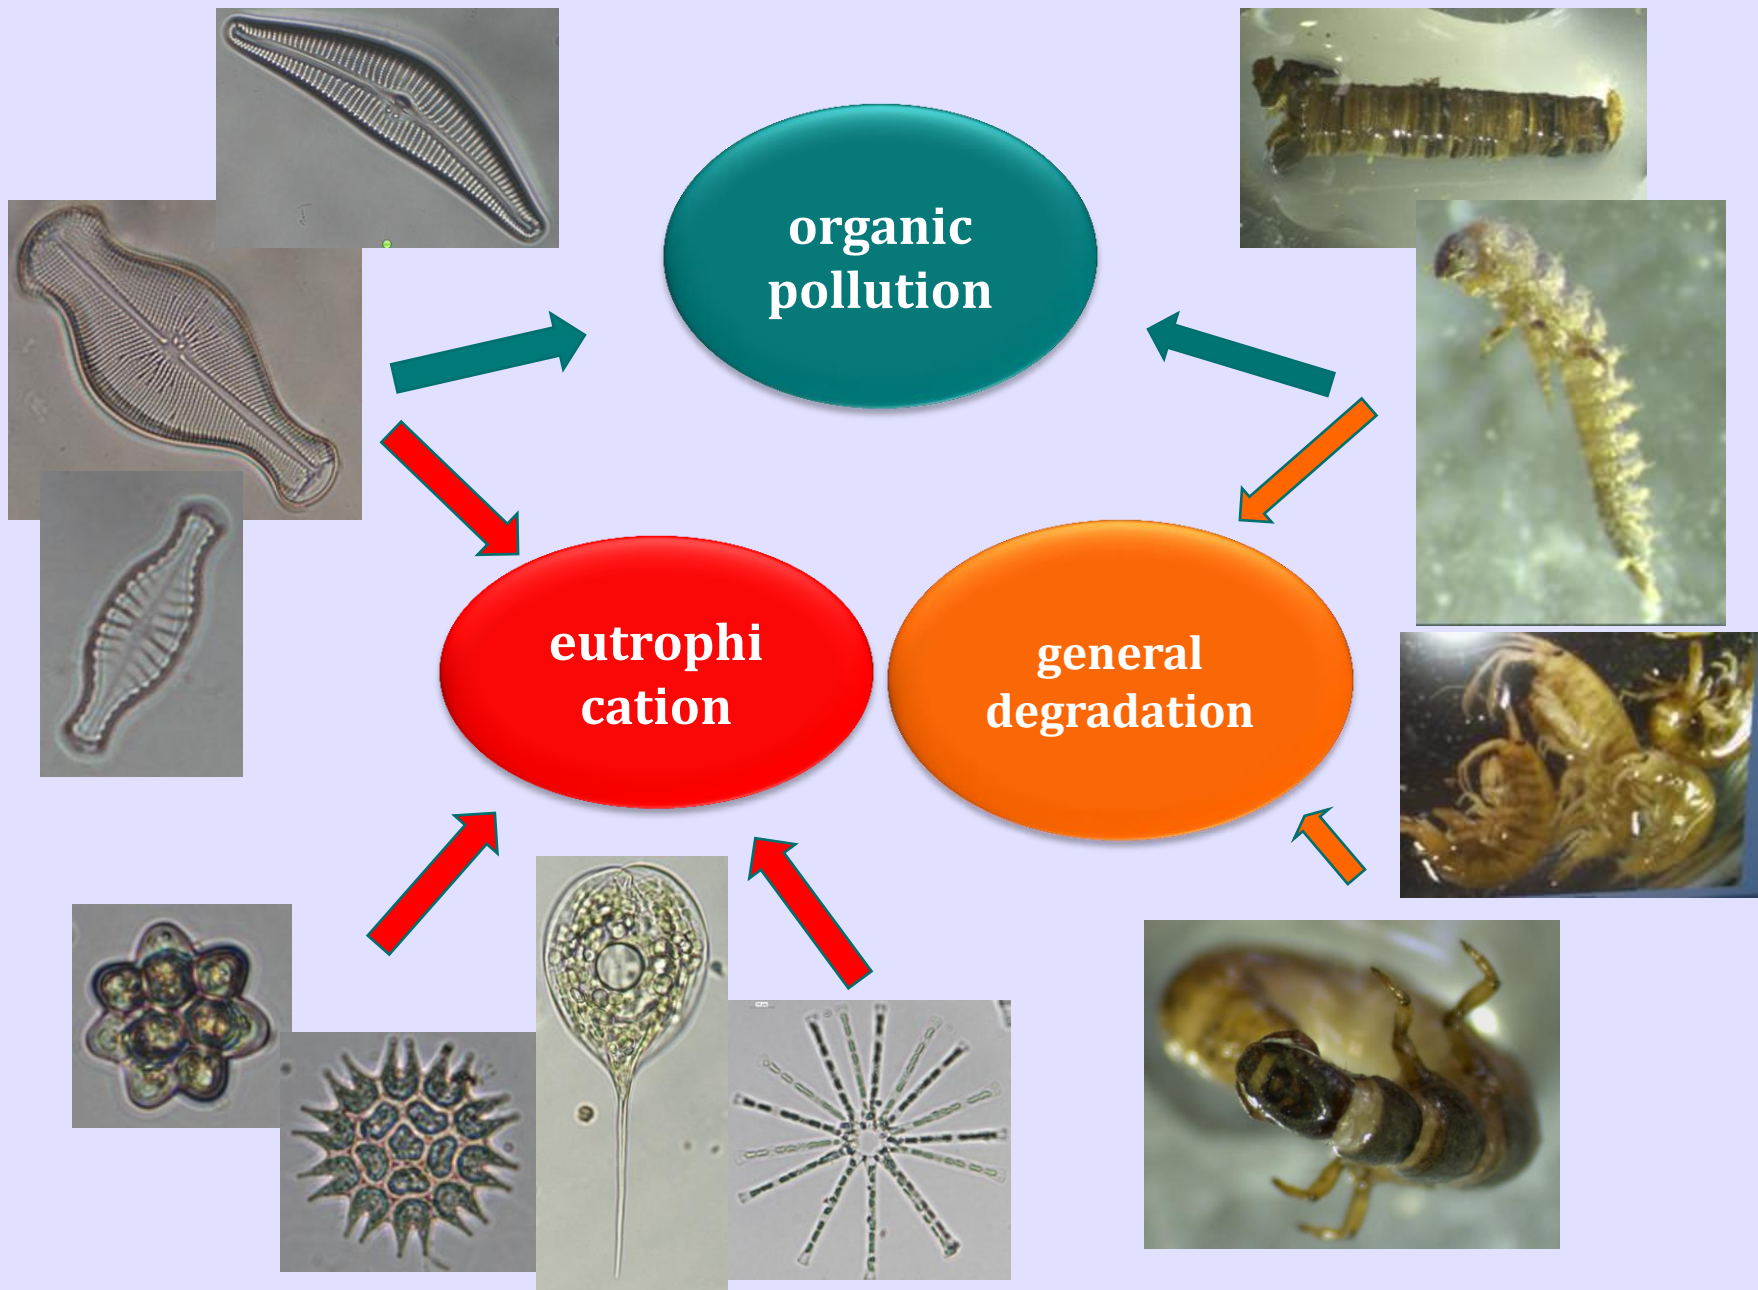 organic
pollution
eutrophi
cation
general
degradation